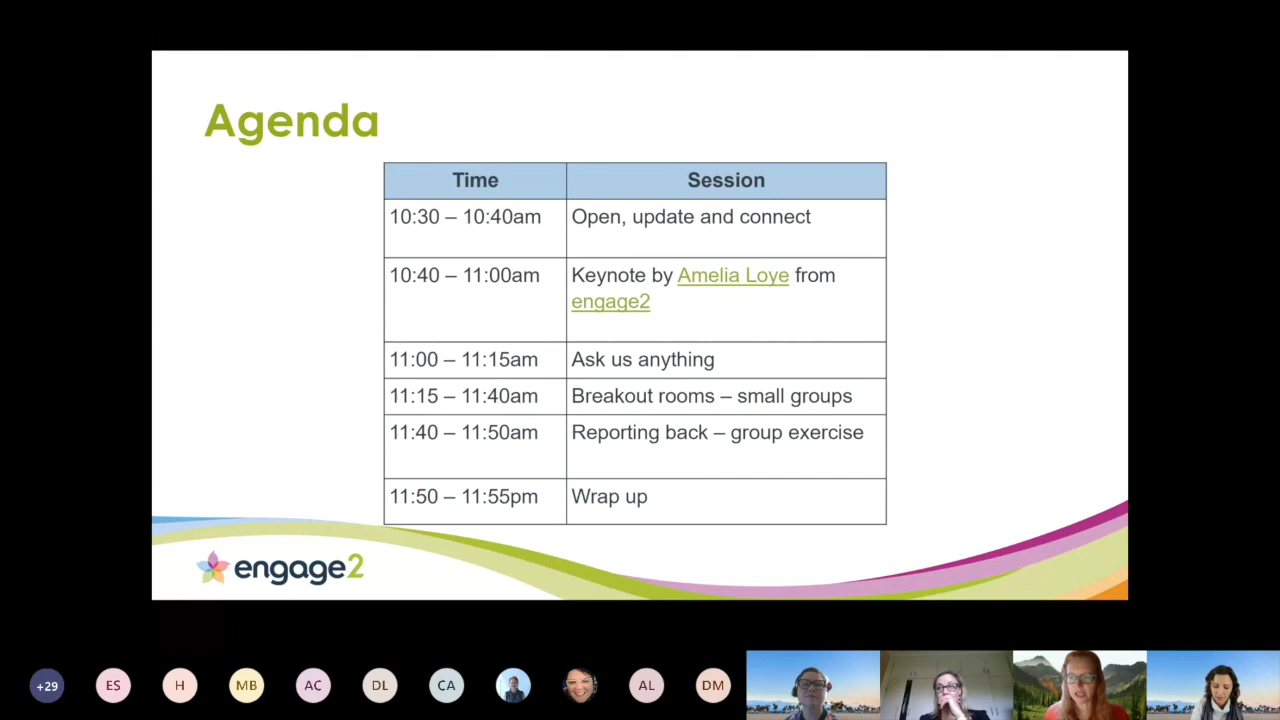 Agenda
Time Session
10:30 – 10:40am Open, update and connect
10:40 – 11:00am Keynote by Amelia Loye from
engage2
11:00 – 11:15am Ask us anything
11:15 – 11:40am Breakout rooms – small groups
11:40 – 11:50am Reporting back – group exercise
11:50 – 11:55pm Wrap up
engage2
+29 ES H MB AC DL CA AL DM